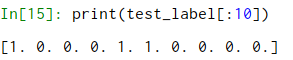 In[15]: print(test_label[:10])
[1. 0. 0. 0. 1. 1. 0. 0. 0. 0.]